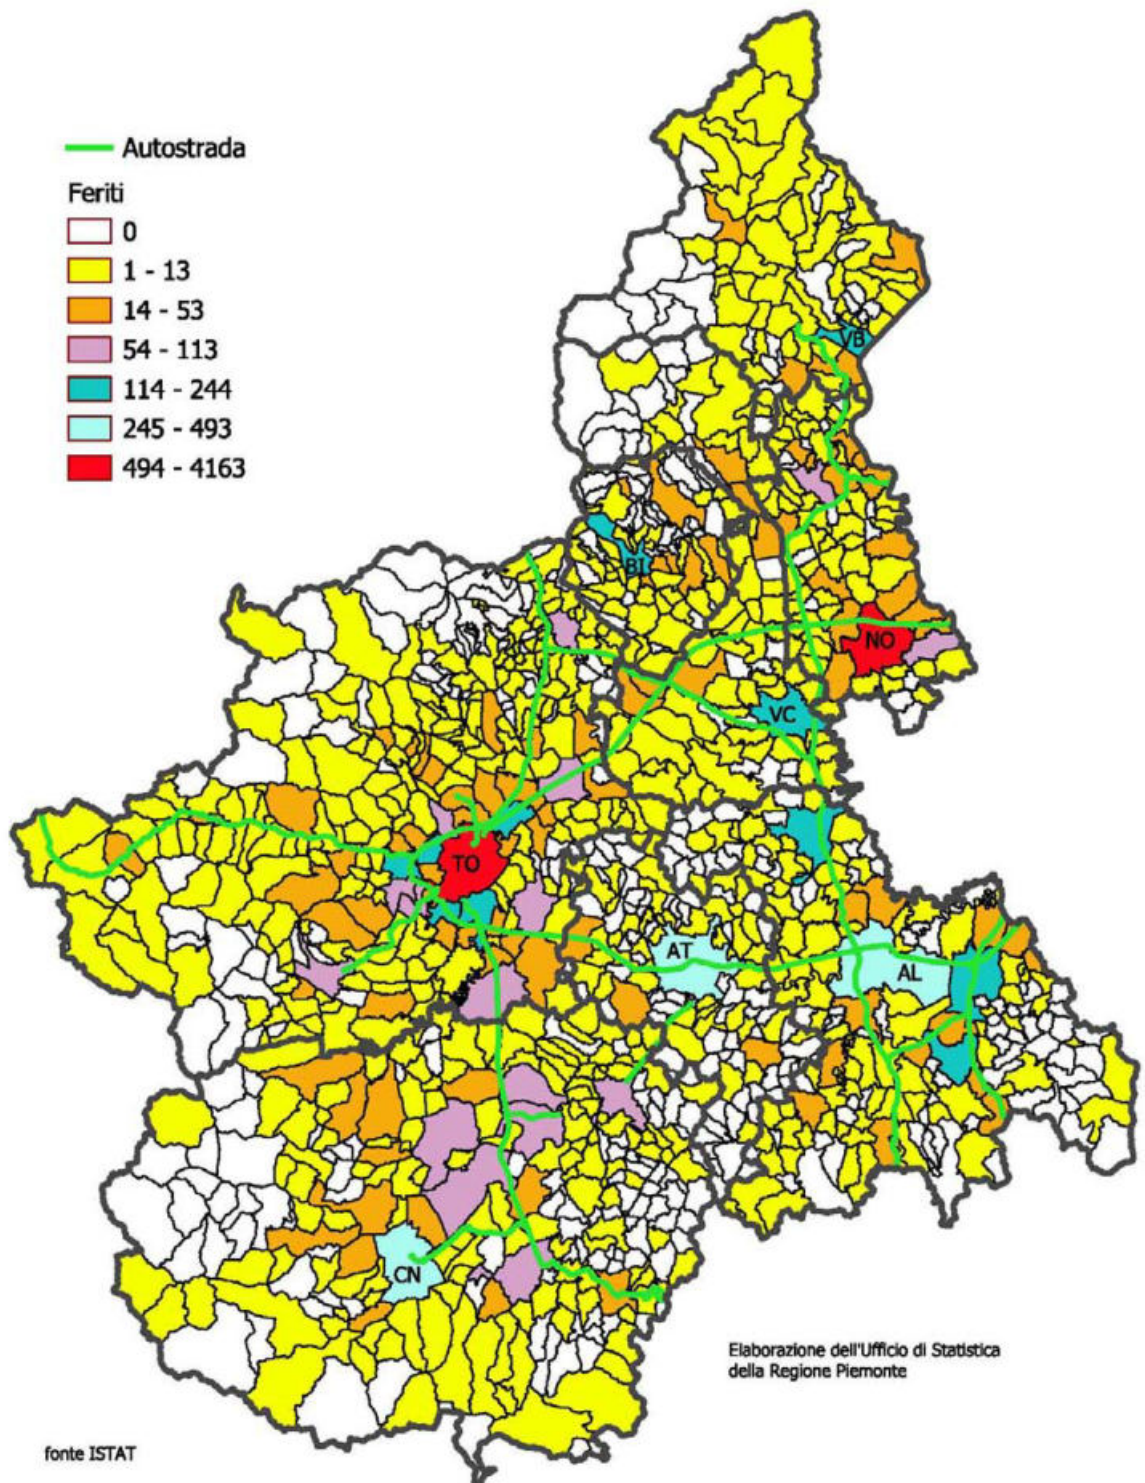 Autostrada
Feriti
0
1 - 13
14 - 53
54 - 113
114 - 244
245 - 493
494 - 4163
VB
BI
NO
VC
TO
AT
AL
CN
Elaborazione dell'Ufficio di Statistica
della Regione Piemonte
fonte ISTAT